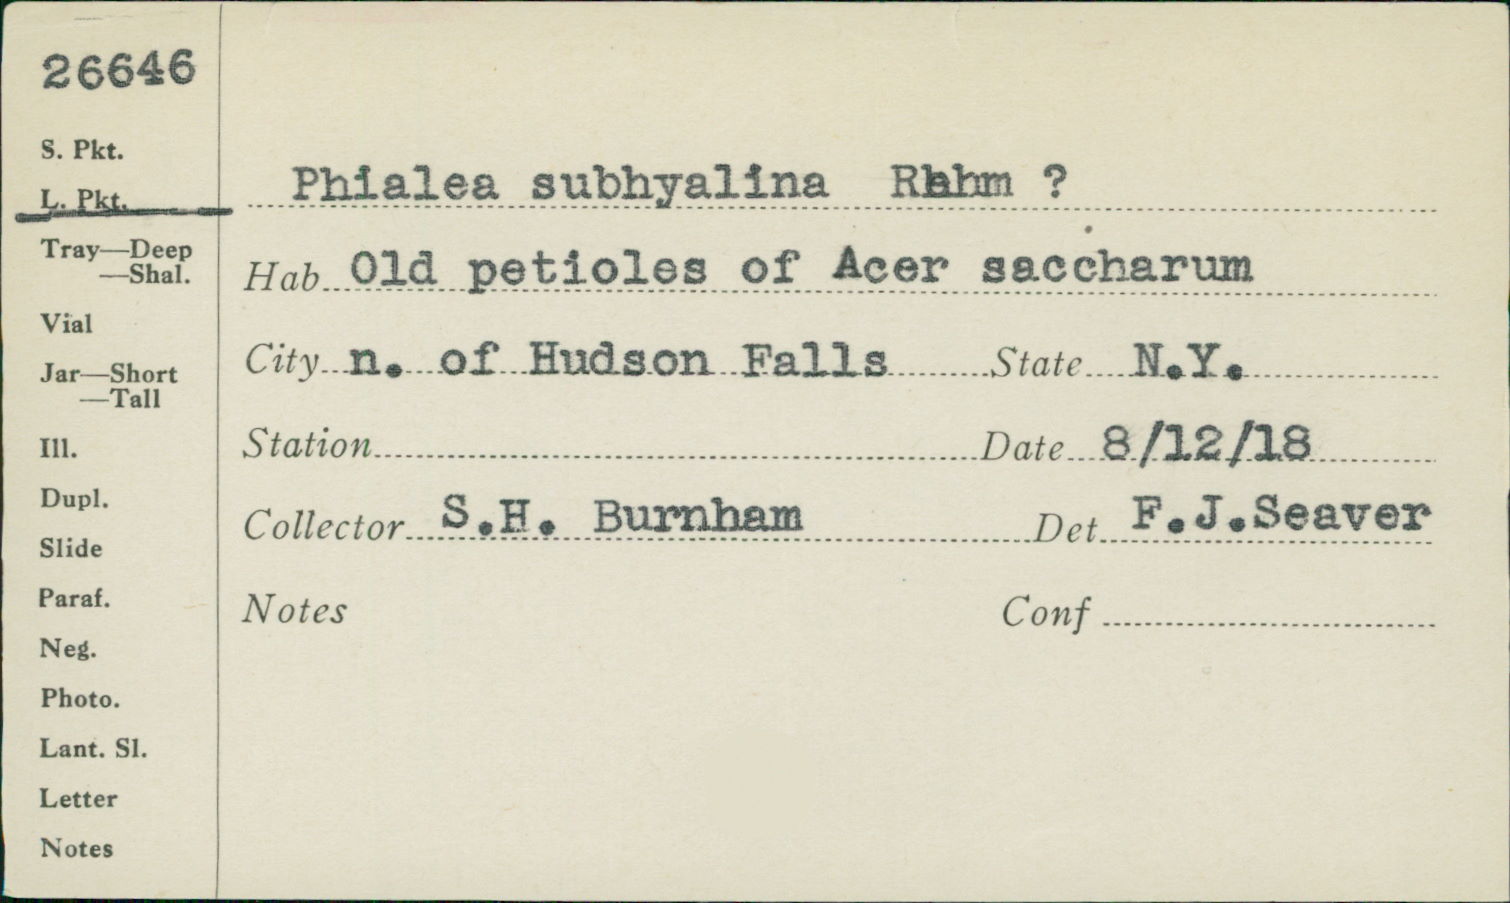 26646
S. Pkt.
L. Pkt.
Tray—Deep
—Shal.
Vial
Jar—Short
—Tall
Ill.
Dupl.
Slide
Paraf.
Neg.
Photo.
Lant. Sl.
Letter
Notes
Phialea subhyalina Rehm ?
Hab Old petioles of Acer saccharum
City n. of Hudson Falls State N.Y.
Station Date 8/12/18
Collector S.H. Burnham Det F.J.Seaver
Notes Conf